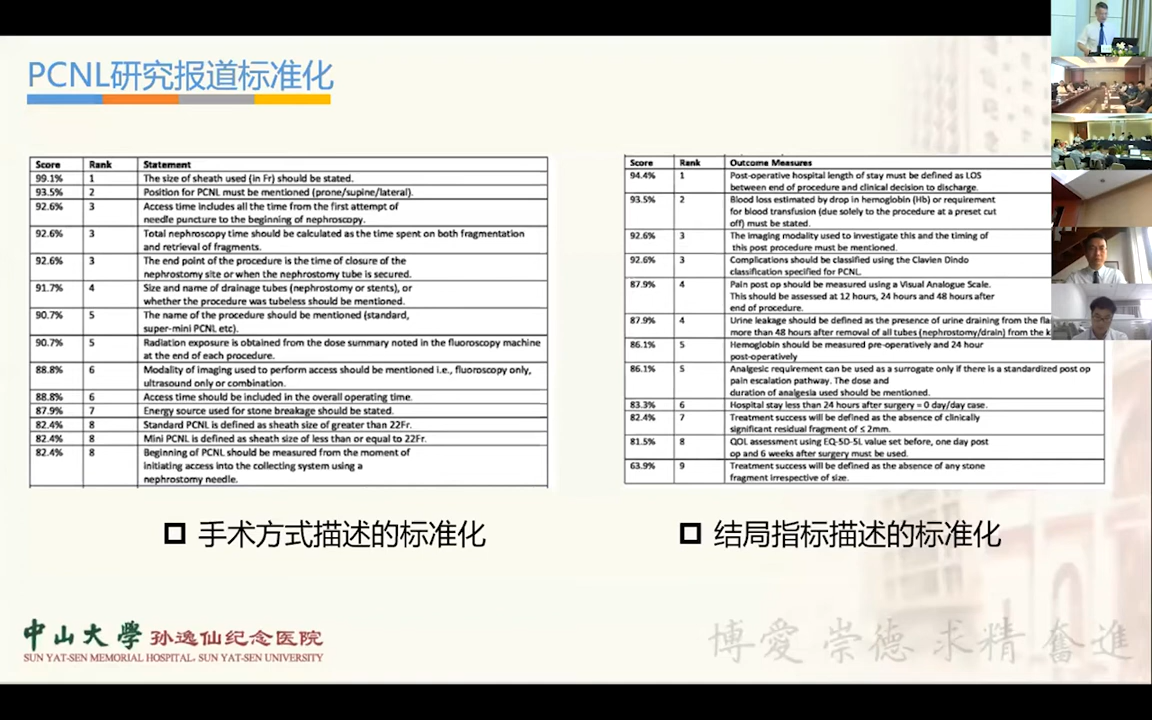 PCNL研究报道标准化
Score Rank Statement
99.1% 1 The size of sheath used (in Fr) should be stated.
93.5% 2 Position for PCNL must be mentioned (prone/supine/lateral).
92.6% 3 Access time includes all the time from the first attempt of
needle puncture to the beginning of nephroscopy.
92.6% 3 Total nephroscopy time should be calculated as the time spent on both fragmentation
and retrieval of fragments.
92.6% 3 The end point of the procedure is the time of closure of the
nephrostomy site or when the nephrostomy tube is secured.
91.7% 4 Size and name of drainage tubes (nephrostomy or stents), or
whether the procedure was tubeless should be mentioned.
90.7% 5 The name of the procedure should be mentioned (standard,
super-mini PCNL etc).
90.7% 5 Radiation exposure is obtained from the dose summary noted in the fluoroscopy machine
at the end of each procedure.
88.8% 6 Modality of imaging used to perform access should be mentioned i.e., fluoroscopy only,
ultrasound only or combination.
88.8% 6 Access time should be included in the overall operating time.
87.9% 7 Energy source used for stone breakage should be stated.
82.4% 8 Standard PCNL is defined as sheath size of greater than 22Fr.
82.4% 8 Mini PCNL is defined as sheath size of less than or equal to 22Fr.
82.4% 8 Beginning of PCNL should be measured from the moment of
initiating access into the collecting system using a
nephrostomy needle.
Score Rank Outcome Measures
94.4% 1 Post-operative hospital length of stay must be defined as LOS
between end of procedure and clinical decision to discharge.
93.5% 2 Blood loss estimated by drop in hemoglobin (Hb) or requirement
for blood transfusion (due solely to the procedure at a preset cut
off) must be stated.
92.6% 3 The imaging modality used to investigate this and the timing of
this post procedure must be mentioned.
92.6% 3 Complications should be classified using the Clavien Dindo
classification specified for PCNL.
87.9% 4 Pain post op should be measured using a Visual Analogue Scale.
This should be assessed at 12 hours, 24 hours and 48 hours after
end of procedure.
87.9% 4 Urine leakage should be defined as the presence of urine draining from the fla
more than 48 hours after removal of all tubes (nephrostomy/drain) from the k
86.1% 5 Hemoglobin should be measured pre-operatively and 24 hour
post-operatively
86.1% 5 Analgesic requirement can be used as a surrogate only if there is a standardized post op
pain escalation pathway. The dose and
duration of analgesia used should be mentioned.
83.3% 6 Hospital stay less than 24 hours after surgery = 0 day/day case.
82.4% 7 Treatment success will be defined as the absence of clinically
significant residual fragment of ≤ 2mm.
81.5% 8 QOL assessment using EQ-5D-5L value set before, one day post
op and 6 weeks after surgery must be used.
63.9% 9 Treatment success will be defined as the absence of any stone
fragment irrespective of size.
手术方式描述的标准化
结局指标描述的标准化
中山大學 孙逸仙纪念医院
SUN YAT-SEN MEMORIAL HOSPITAL, SUN YAT-SEN UNIVERSITY
博愛 崇德 求精 奮進